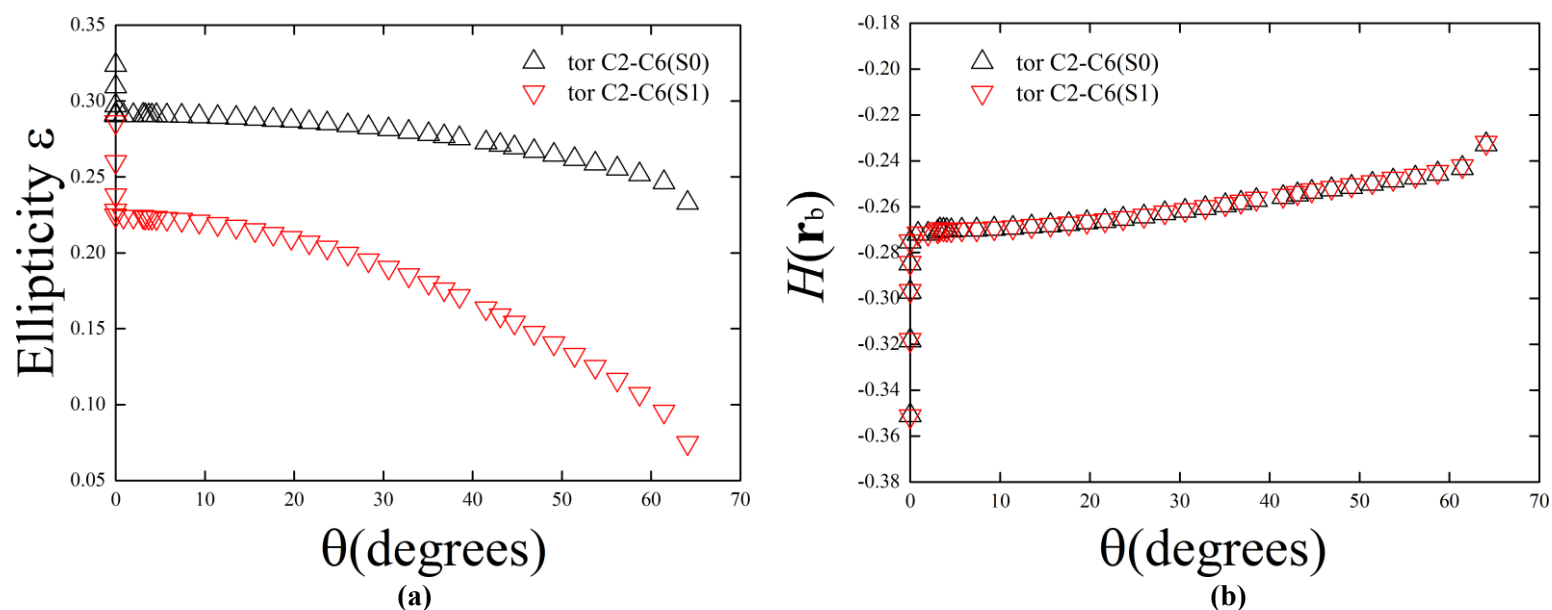 0.35
0.30
0.25
0.20
0.15
0.10
0.05
Ellipticity ε
tor C2-C6(S0)
tor C2-C6(S1)
0 10 20 30 40 50 60 70
θ(degrees)
(a)
-0.18
-0.20
-0.22
-0.24
-0.26
-0.28
-0.30
-0.32
-0.34
-0.36
-0.38
H(rb)
tor C2-C6(S0)
tor C2-C6(S1)
0 10 20 30 40 50 60 70
θ(degrees)
(b)